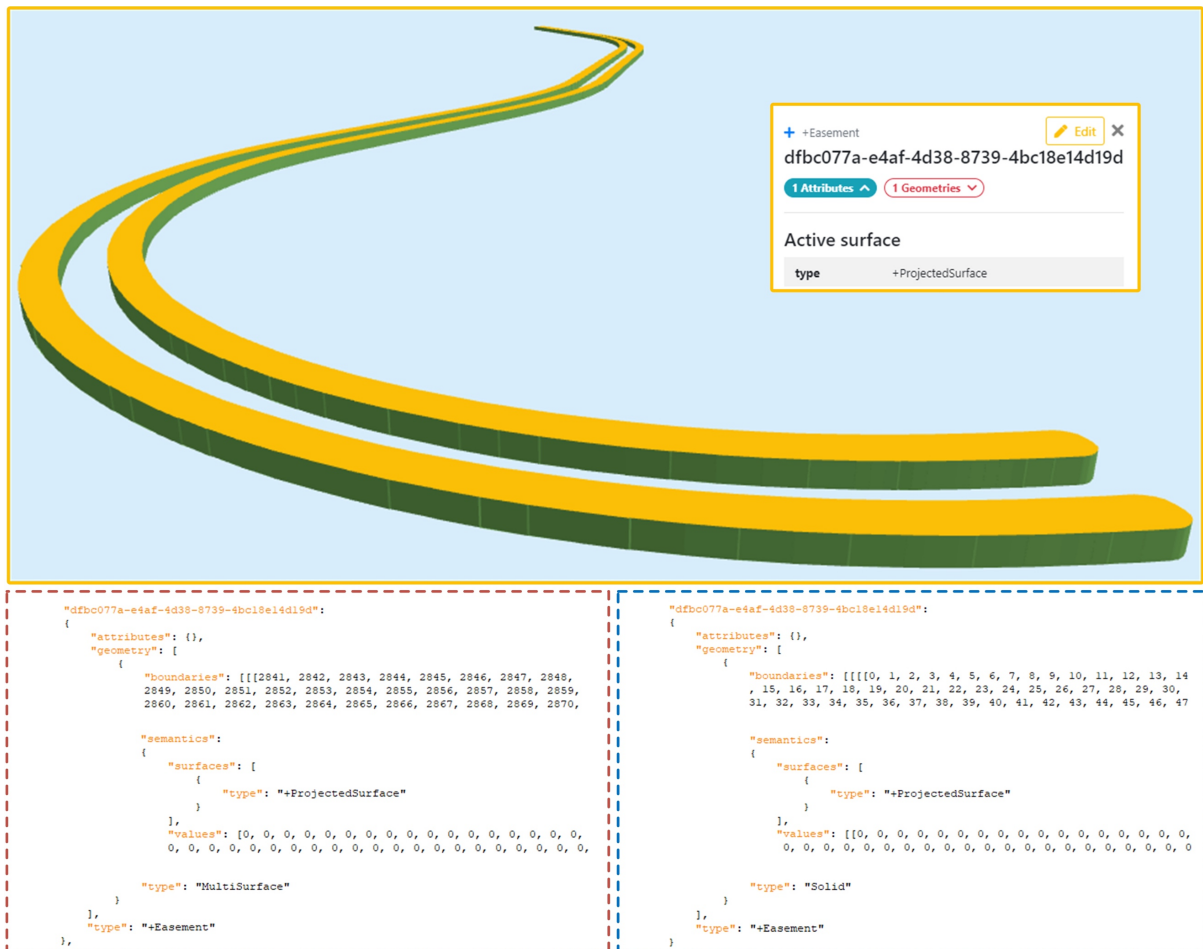 + +Easement
Edit ×
dfbc077a-e4af-4d38-8739-4bc18e14d19d
1 Attributes
1 Geometries
Active surface
type +ProjectedSurface
"dfbc077a-e4af-4d38-8739-4bc18e14d19d":
{
"attributes": {},
"geometry": [
{
"boundaries": [[[2841, 2842, 2843, 2844, 2845, 2846, 2847, 2848,
2849, 2850, 2851, 2852, 2853, 2854, 2855, 2856, 2857, 2858, 2859,
2860, 2861, 2862, 2863, 2864, 2865, 2866, 2867, 2868, 2869, 2870,
"semantics":
{
"surfaces": [
{
"type": "+ProjectedSurface"
}
],
"values": [0, 0, 0, 0, 0, 0, 0, 0, 0, 0, 0, 0, 0, 0, 0, 0, 0, 0,
0, 0, 0, 0, 0, 0, 0, 0, 0, 0, 0, 0, 0, 0, 0, 0, 0, 0, 0, 0, 0,
"type": "MultiSurface"
}
],
"type": "+Easement"
},
"dfbc077a-e4af-4d38-8739-4bc18e14d19d":
{
"attributes": {},
"geometry": [
{
"boundaries": [[[[0, 1, 2, 3, 4, 5, 6, 7, 8, 9, 10, 11, 12, 13, 14
, 15, 16, 17, 18, 19, 20, 21, 22, 23, 24, 25, 26, 27, 28, 29, 30,
31, 32, 33, 34, 35, 36, 37, 38, 39, 40, 41, 42, 43, 44, 45, 46, 47
"semantics":
{
"surfaces": [
{
"type": "+ProjectedSurface"
}
],
"values": [[0, 0, 0, 0, 0, 0, 0, 0, 0, 0, 0, 0, 0, 0, 0, 0, 0,
0, 0, 0, 0, 0, 0, 0, 0, 0, 0, 0, 0, 0, 0, 0, 0, 0, 0, 0, 0, 0
"type": "Solid"
}
],
"type": "+Easement"
}